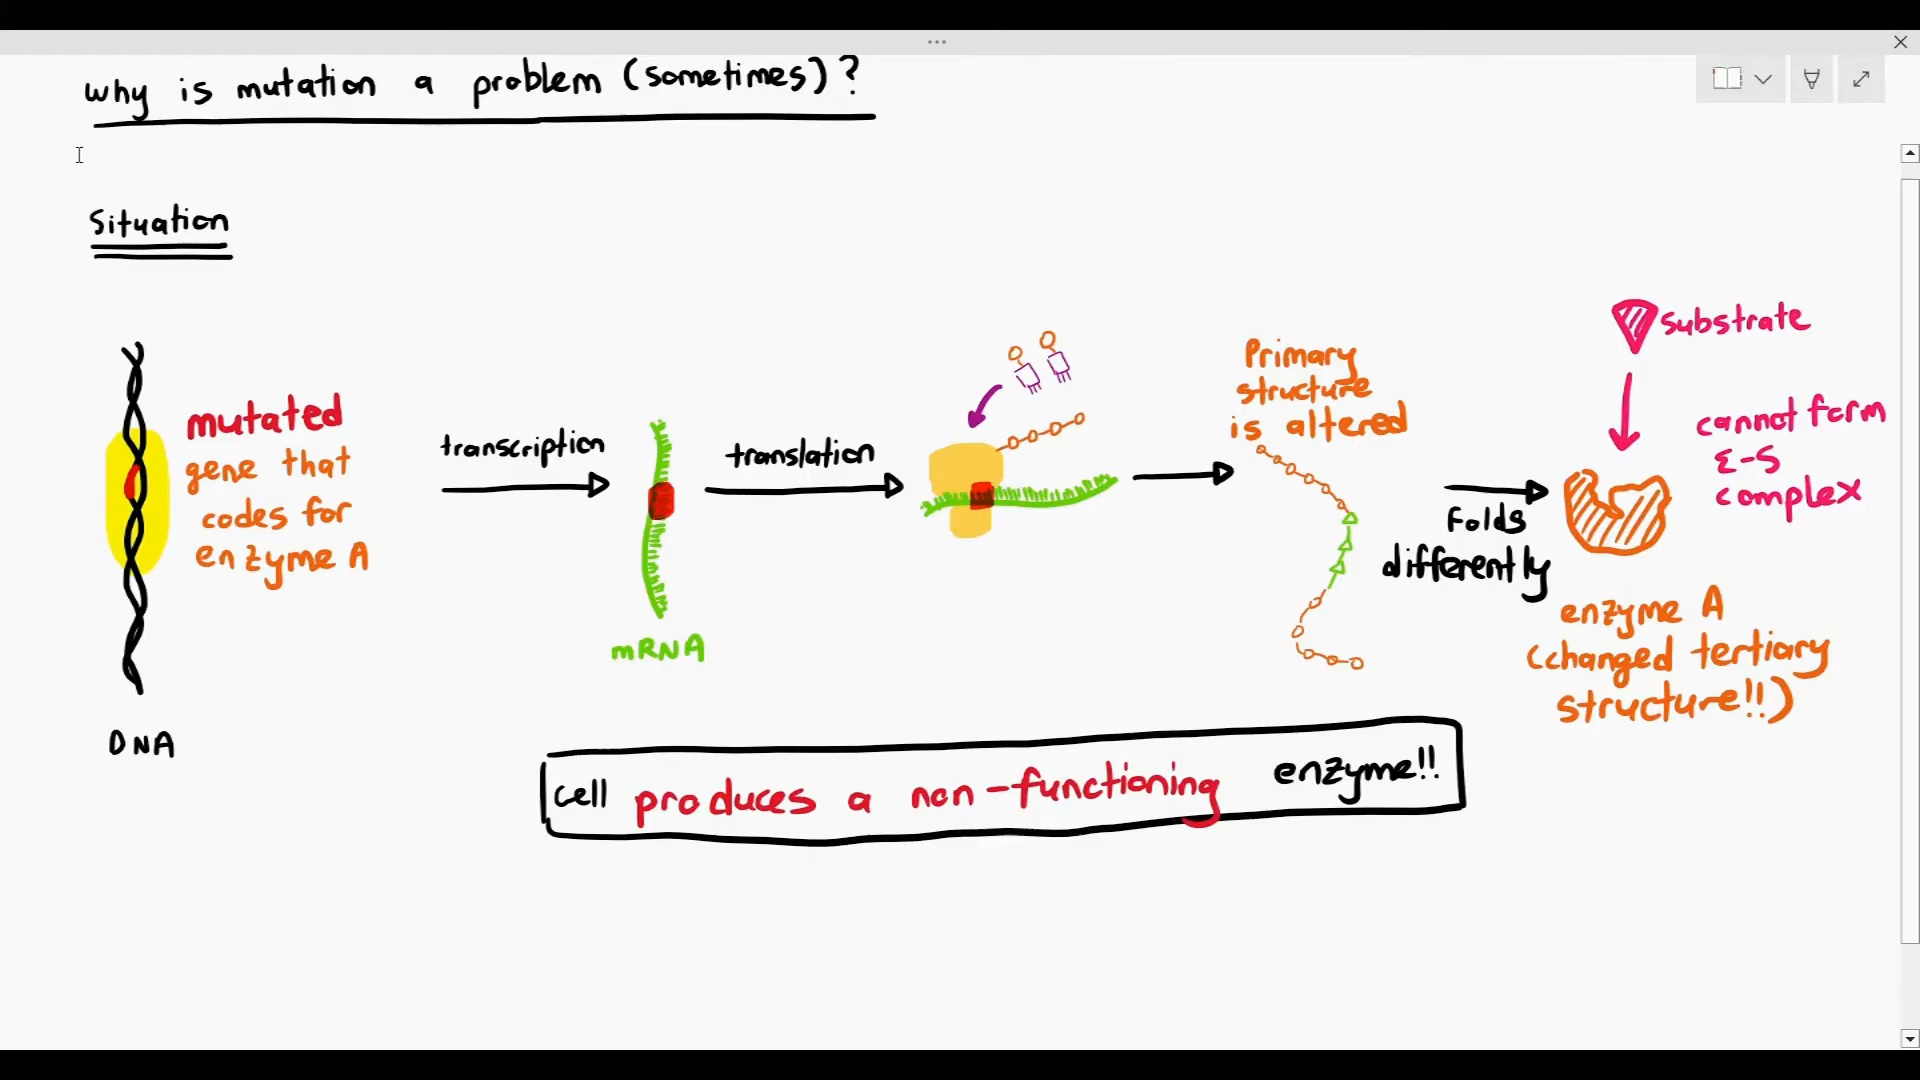 why is mutation a problem (sometimes)?
Situation
mutated
gene that
codes for
enzyme A
DNA
transcription
mRNA
translation
Primary
structure
is altered
Folds
differently
substrate
cannot form
E-S
complex
enzyme A
(changed tertiary
structure!!)
cell produces a non-functioning enzyme!!